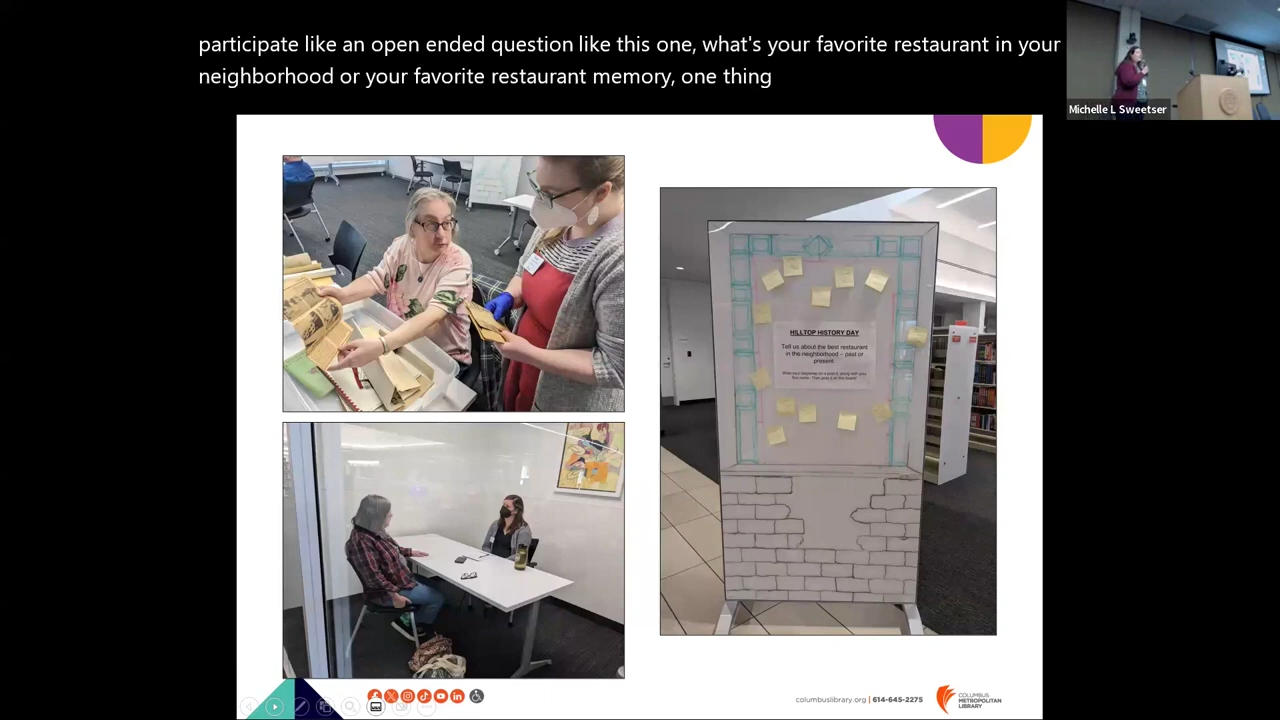 participate like an open ended question like this one, what's your favorite restaurant in your
neighborhood or your favorite restaurant memory, one thing
Michelle L Sweetser
HILLTOP HISTORY DAY
Tell us about the best restaurant
in the neighborhood – past or
present.
columbuslibrary.org | 614-645-2275
COLUMBUS
METROPOLITAN
LIBRARY